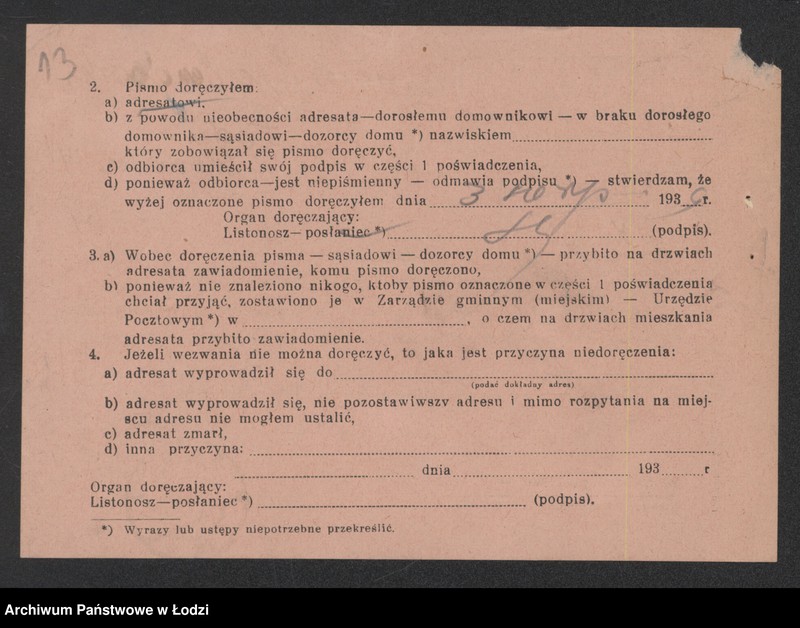 13
2. Pismo doręczyłem:
a) adresatowi.
b) z powodu nieobecności adresata—dorosłemu domownikowi — w braku dorosłego
domownika—sąsiadowi—dozorcy domu *) nazwiskiem
który zobowiązał się pismo doręczyć,
c) odbiorca umieścił swój podpis w części 1 poświadczenia,
d) ponieważ odbiorca—jest niepiśmienny — odmawia podpisu *) — stwierdzam, że
wyżej oznaczone pismo doręczyłem dnia 3 193 6 r.
Organ doręczający:
Listonosz—posłaniec *) (podpis).
3. a) Wobec doręczenia pisma — sąsiadowi — dozorcy domu *) — przybito na drzwiach
adresata zawiadomienie, komu pismo doręczono,
b) ponieważ nie znaleziono nikogo, ktoby pismo oznaczone w części 1 poświadczenia
chciał przyjąć, zostawiono je w Zarządzie gminnym (miejskim) — Urzędzie
Pocztowym *) w , o czem na drzwiach mieszkania
adresata przybito zawiadomienie.
4. Jeżeli wezwania nie można doręczyć, to jaka jest przyczyna niedoręczenia:
a) adresat wyprowadził się do
(podać dokładny adres)
b) adresat wyprowadził się, nie pozostawiwszy adresu i mimo rozpytania na miej-
scu adresu nie mogłem ustalić,
c) adresat zmarł,
d) inna przyczyna:
dnia 193 r
Organ doręczający:
Listonosz—posłaniec *) (podpis).
*) Wyrazy lub ustępy niepotrzebne przekreślić.
Archiwum Państwowe w Łodzi